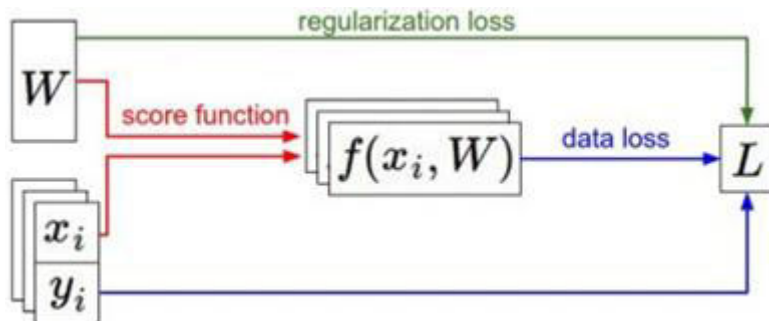 regularization loss
W
score function
f(x_i, W)
data loss
L
x_i
y_i